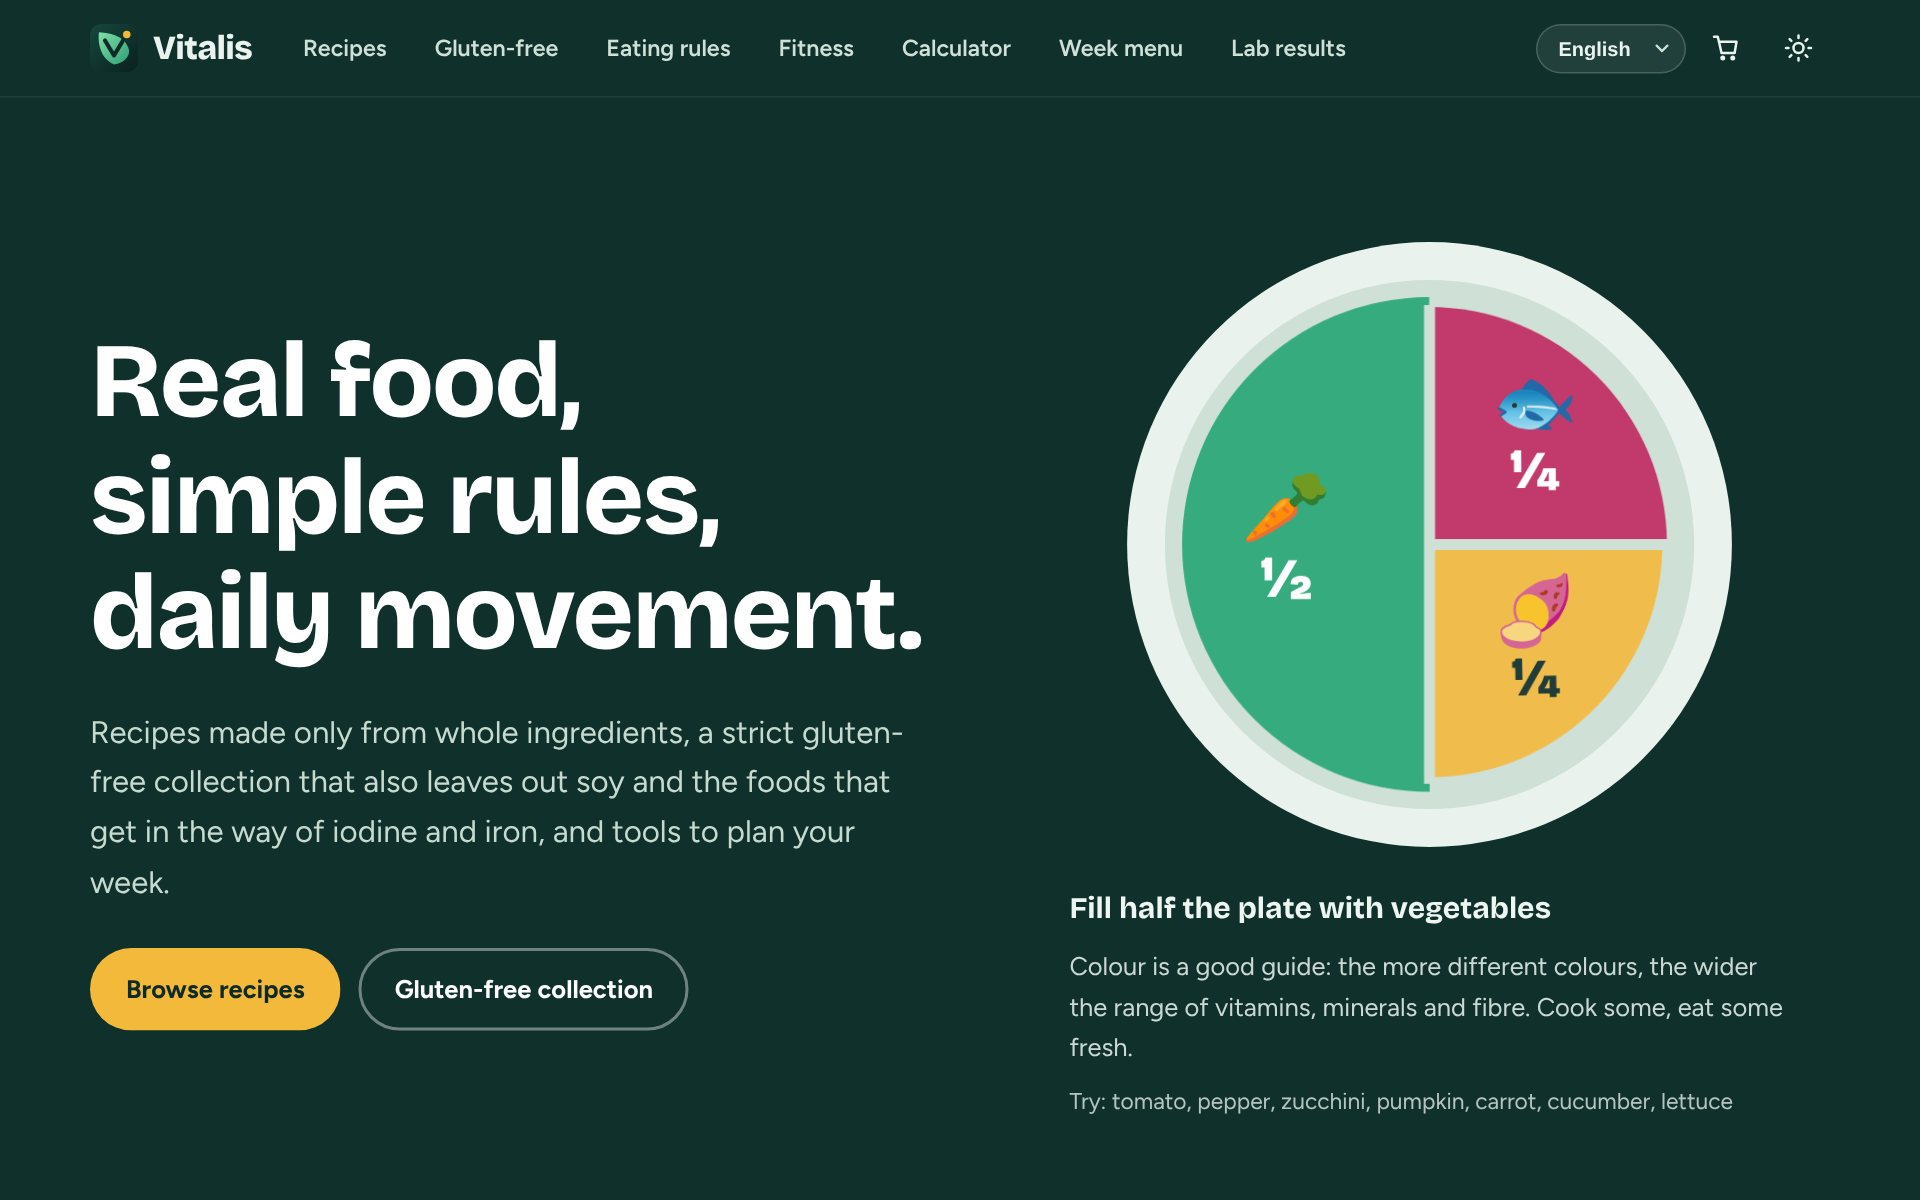 Vitalis
Recipes
Gluten-free
Eating rules
Fitness
Calculator
Week menu
Lab results
English
Real food,
simple rules,
daily movement.
Recipes made only from whole ingredients, a strict gluten-
free collection that also leaves out soy and the foods that
get in the way of iodine and iron, and tools to plan your
week.
Browse recipes
Gluten-free collection
½
¼
¼
Fill half the plate with vegetables
Colour is a good guide: the more different colours, the wider
the range of vitamins, minerals and fibre. Cook some, eat some
fresh.
Try: tomato, pepper, zucchini, pumpkin, carrot, cucumber, lettuce